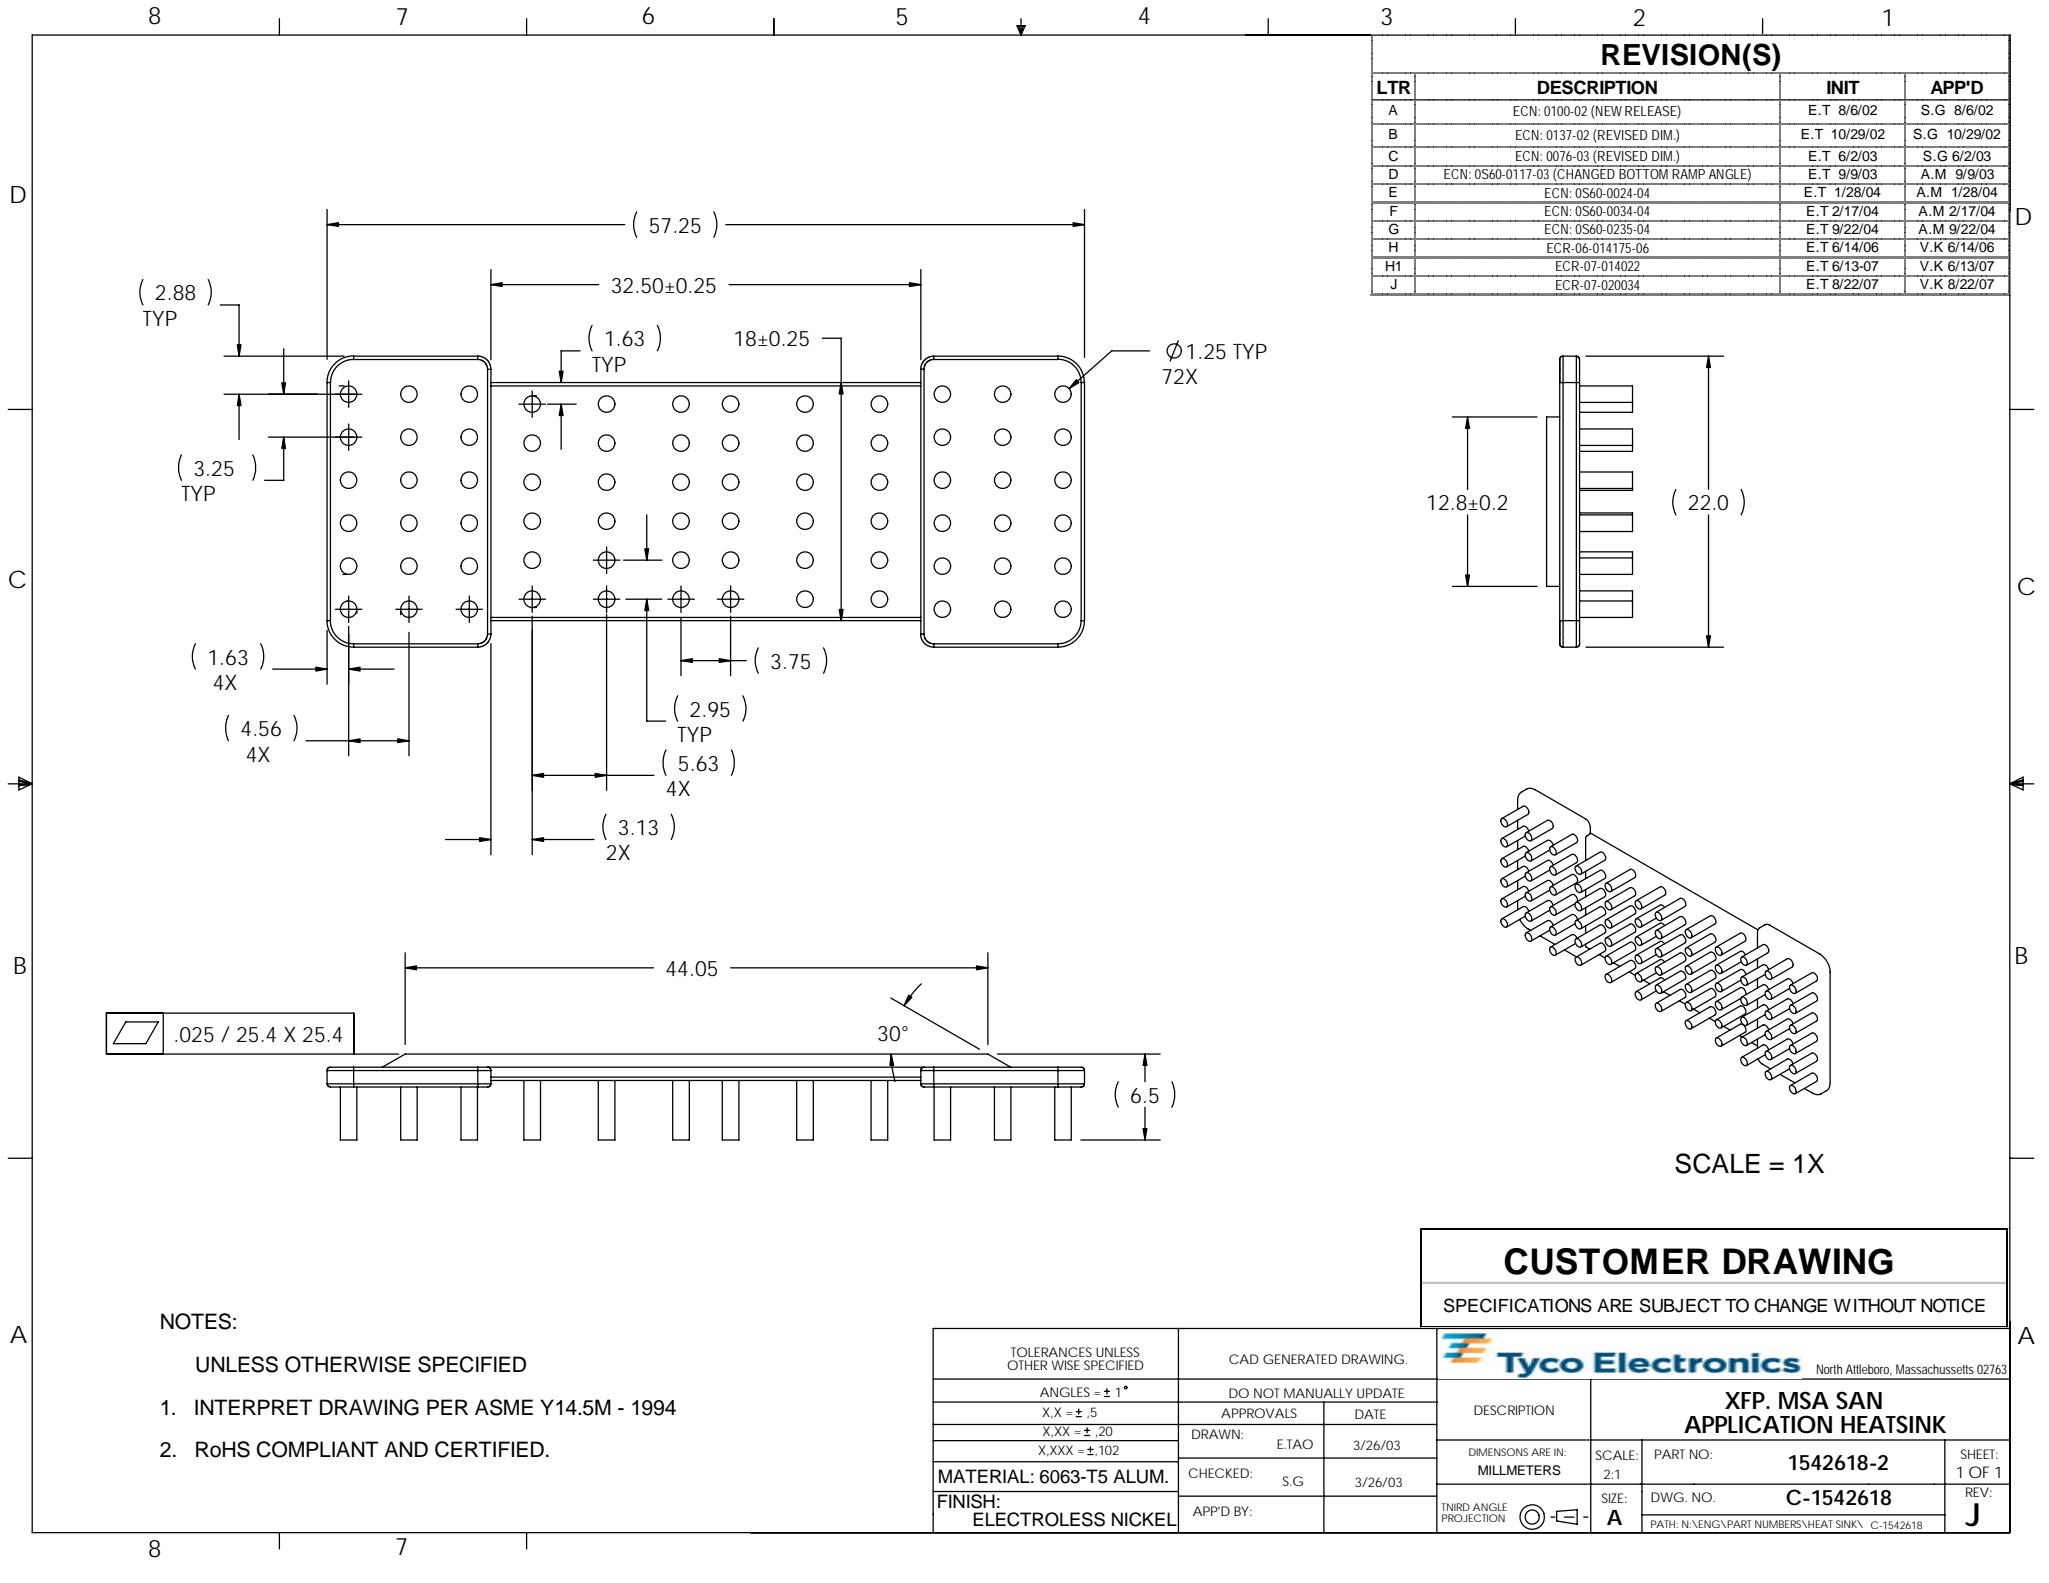 8 7 6 5 4 3 2 1
REVISION(S)
LTR DESCRIPTION INIT APP'D
A ECN: 0100-02 (NEW RELEASE) E.T 8/6/02 S.G 8/6/02
B ECN: 0137-02 (REVISED DIM.) E.T 10/29/02 S.G 10/29/02
C ECN: 0076-03 (REVISED DIM.) E.T 6/2/03 S.G 6/2/03
D ECN: 0S60-0117-03 (CHANGED BOTTOM RAMP ANGLE) E.T 9/9/03 A.M 9/9/03
E ECN: 0S60-0024-04 E.T 1/28/04 A.M 1/28/04
F ECN: 0S60-0034-04 E.T 2/17/04 A.M 2/17/04
G ECN: 0S60-0235-04 E.T 9/22/04 A.M 9/22/04
H ECR-06-014175-06 E.T 6/14/06 V.K 6/14/06
H1 ECR-07-014022 E.T 6/13-07 V.K 6/13/07
J ECR-07-020034 E.T 8/22/07 V.K 8/22/07
D D
( 57.25 )
( 2.88 )
TYP
32.50±0.25
( 1.63 )
TYP
18±0.25
Ø1.25 TYP
72X
( 3.25 )
TYP
12.8±0.2
( 22.0 )
C C
( 1.63 )
4X
( 3.75 )
( 4.56 )
4X
( 2.95 )
TYP
( 5.63 )
4X
( 3.13 )
2X
B B
44.05
.025 / 25.4 X 25.4
30°
( 6.5 )
SCALE = 1X
CUSTOMER DRAWING
SPECIFICATIONS ARE SUBJECT TO CHANGE WITHOUT NOTICE
A A
NOTES:
UNLESS OTHERWISE SPECIFIED
1. INTERPRET DRAWING PER ASME Y14.5M - 1994
2. RoHS COMPLIANT AND CERTIFIED.
TOLERANCES UNLESS
OTHER WISE SPECIFIED
ANGLES = ± 1°
X,X = ± ,5
X,XX = ± ,20
X,XXX = ±,102
MATERIAL: 6063-T5 ALUM.
FINISH:
ELECTROLESS NICKEL
CAD GENERATED DRAWING.
DO NOT MANUALLY UPDATE
APPROVALS DATE
DRAWN: E.TAO 3/26/03
CHECKED: S.G 3/26/03
APP'D BY:
Tyco Electronics North Attleboro, Massachussetts 02763
DESCRIPTION
XFP. MSA SAN
APPLICATION HEATSINK
DIMENSONS ARE IN:
MILLMETERS
SCALE:
2:1
PART NO: 1542618-2
SHEET:
1 OF 1
TNIRD ANGLE
PROJECTION
SIZE:
A
DWG. NO. C-1542618
PATH: N:\ENG\PART NUMBERS\HEAT SINK\ C-1542618
REV:
J
8 7